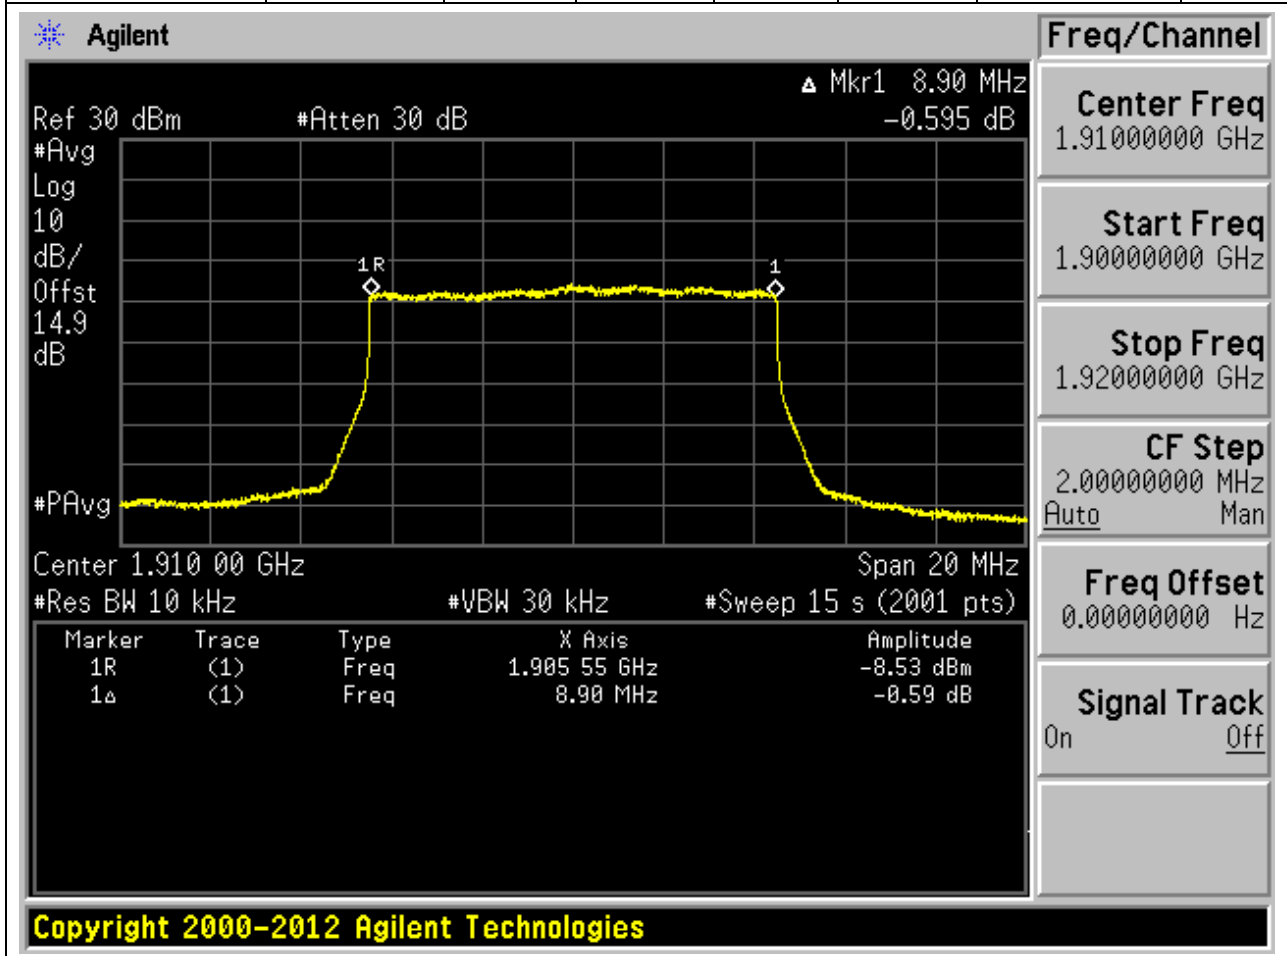 Agilent
Freq/Channel
Δ Mkr1 8.90 MHz
Ref 30 dBm #Atten 30 dB -0.595 dB
#Avg
Log
10
dB/
Offst
14.9
dB
1R
1
#PAvg
Center 1.910 00 GHz Span 20 MHz
#Res BW 10 kHz #VBW 30 kHz #Sweep 15 s (2001 pts)
Marker Trace Type X Axis Amplitude
1R (1) Freq 1.905 55 GHz -8.53 dBm
1Δ (1) Freq 8.90 MHz -0.59 dB
Center Freq
1.91000000 GHz
Start Freq
1.90000000 GHz
Stop Freq
1.92000000 GHz
CF Step
2.00000000 MHz
Auto Man
Freq Offset
0.00000000 Hz
Signal Track
On Off
Copyright 2000-2012 Agilent Technologies